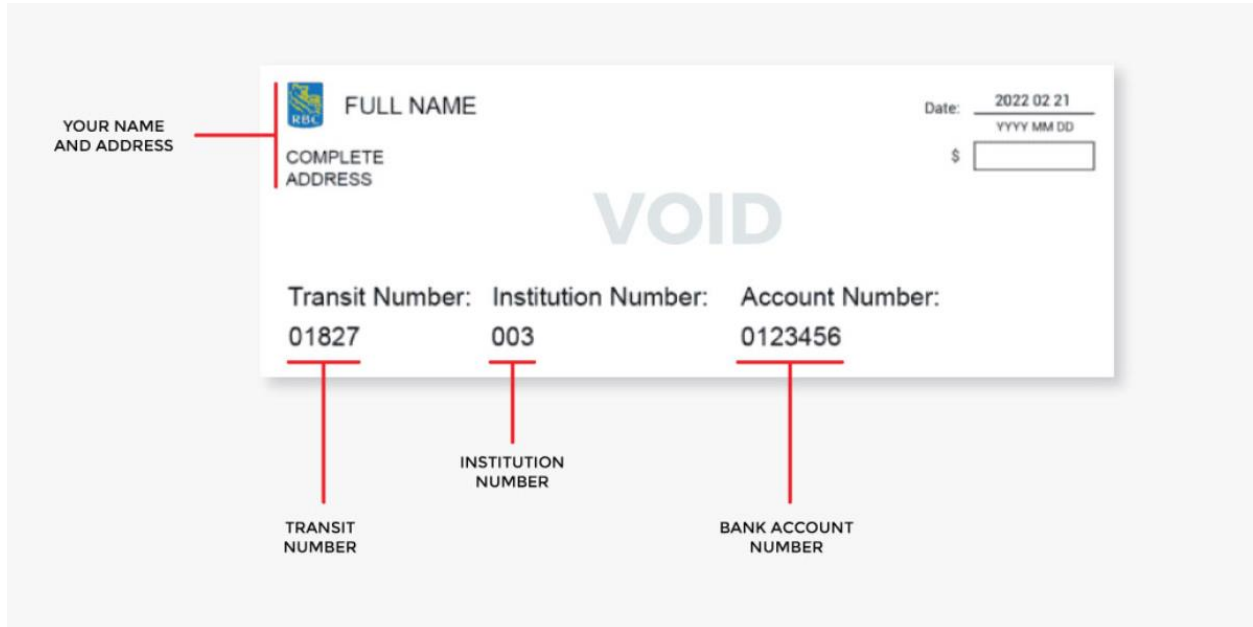 YOUR NAME
AND ADDRESS
RBC
FULL NAME
COMPLETE
ADDRESS
Date: 2022 02 21
YYYY MM DD
$
VOID
Transit Number: Institution Number: Account Number:
01827 003 0123456
INSTITUTION
NUMBER
TRANSIT
NUMBER
BANK ACCOUNT
NUMBER